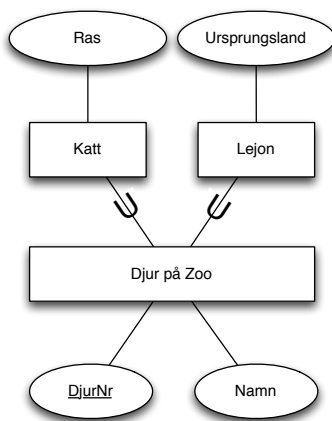 Ras
Ursprungsland
Katt
Lejon
Djur på Zoo
DjurNr
Namn